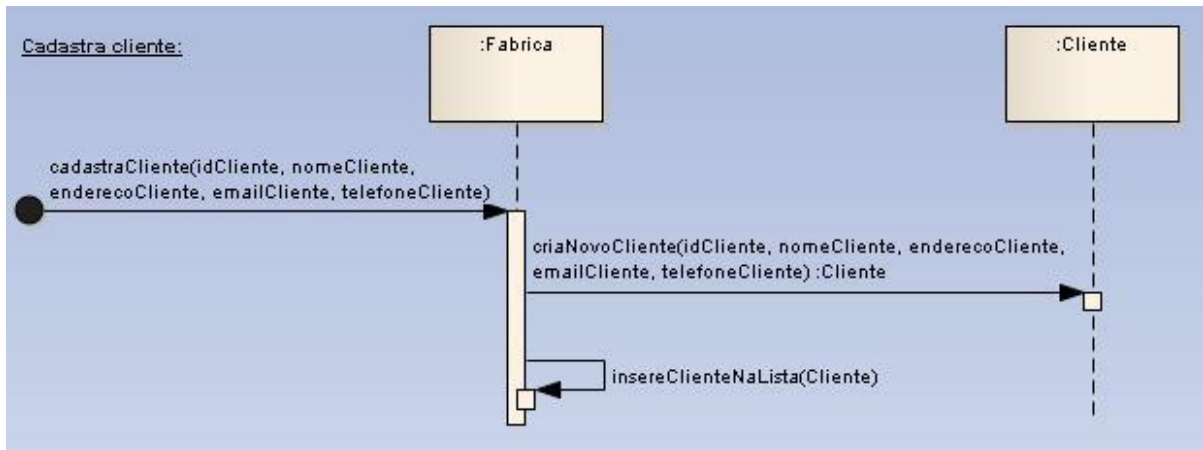 Cadastra cliente:
:Fabrica
:Cliente
cadastraCliente(idCliente, nomeCliente,
enderecoCliente, emailCliente, telefoneCliente)
criaNovoCliente(idCliente, nomeCliente, enderecoCliente,
emailCliente, telefoneCliente) :Cliente
insereClienteNaLista(Cliente)